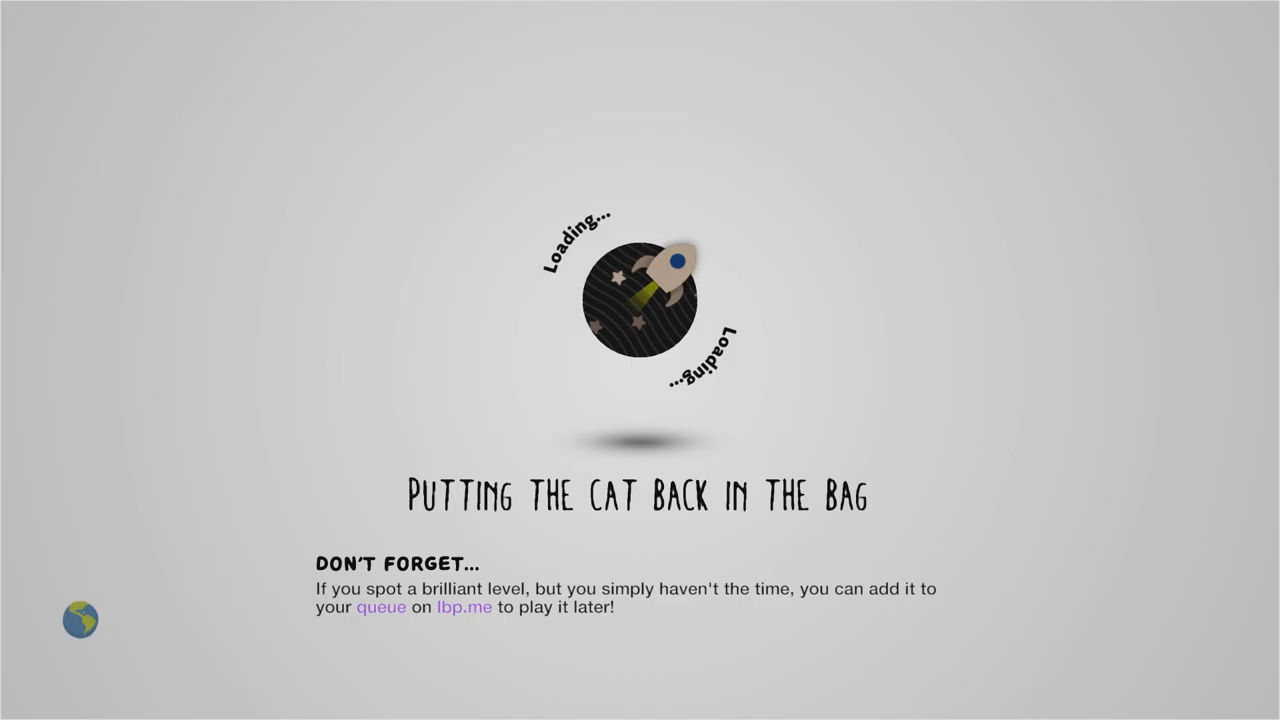 Loading...
Loading...
PUTTING THE CAT BACK IN THE BAG
DON'T FORGET...
If you spot a brilliant level, but you simply haven't the time, you can add it to
your queue on lbp.me to play it later!